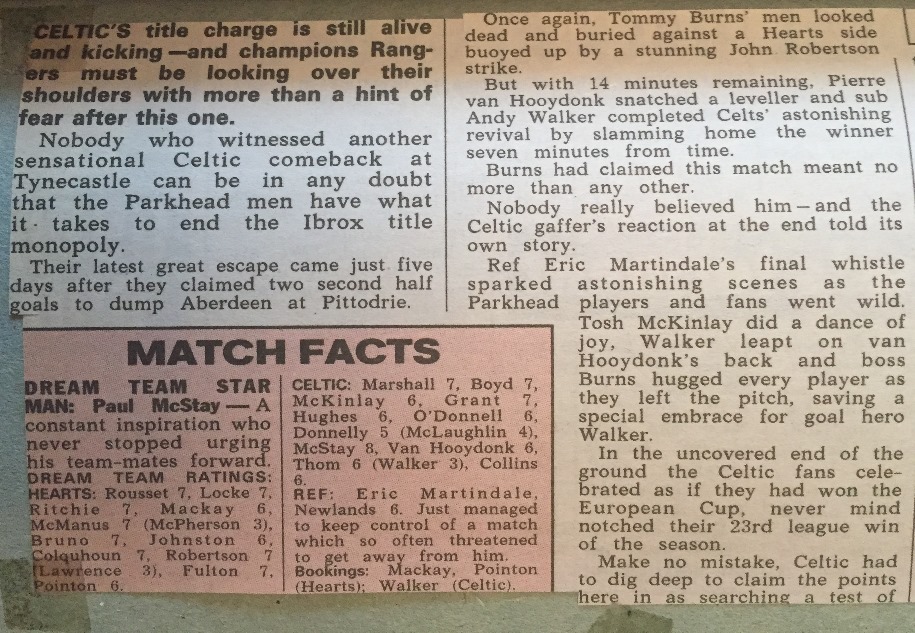 CELTIC'S title charge is still alive
and kicking—and champions Rang-
ers must be looking over their
shoulders with more than a hint of
fear after this one.
Nobody who witnessed another
sensational Celtic comeback at
Tynecastle can be in any doubt
that the Parkhead men have what
it takes to end the Ibrox title
monopoly.
Their latest great escape came just five
days after they claimed two second half
goals to dump Aberdeen at Pittodrie.
Once again, Tommy Burns' men looked
dead and buried against a Hearts side
buoyed up by a stunning John Robertson
strike.
But with 14 minutes remaining, Pierre
van Hooydonk snatched a leveller and sub
Andy Walker completed Celts' astonishing
revival by slamming home the winner
seven minutes from time.
Burns had claimed this match meant no
more than any other.
Nobody really believed him—and the
Celtic gaffer's reaction at the end told its
own story.
Ref Eric Martindale's final whistle
sparked astonishing scenes as the
Parkhead players and fans went wild.
Tosh McKinlay did a dance of
joy, Walker leapt on van
Hooydonk's back and boss
Burns hugged every player as
they left the pitch, saving a
special embrace for goal hero
Walker.
In the uncovered end of the
ground the Celtic fans cele-
brated as if they had won the
European Cup, never mind
notched their 23rd league win
of the season.
Make no mistake, Celtic had
to dig deep to claim the points
here in as searching a test of
MATCH FACTS
DREAM TEAM STAR
MAN: Paul McStay — A
constant inspiration who
never stopped urging
his team-mates forward.
DREAM TEAM RATINGS:
HEARTS: Rousset 7, Locke 7,
Ritchie 7, Mackay 6,
McManus 7 (McPherson 3),
Bruno 7, Johnston 6,
Colquhoun 7, Robertson 7
(Lawrence 3), Fulton 7,
Pointon 6.
CELTIC: Marshall 7, Boyd 7,
McKinlay 6, Grant 7,
Hughes 6, O'Donnell 6,
Donnelly 5 (McLaughlin 4),
McStay 8, Van Hooydonk 6,
Thom 6 (Walker 3), Collins
6.
REF: Eric Martindale,
Newlands 6. Just managed
to keep control of a match
which so often threatened
to get away from him.
Bookings: Mackay, Pointon
(Hearts); Walker (Celtic).